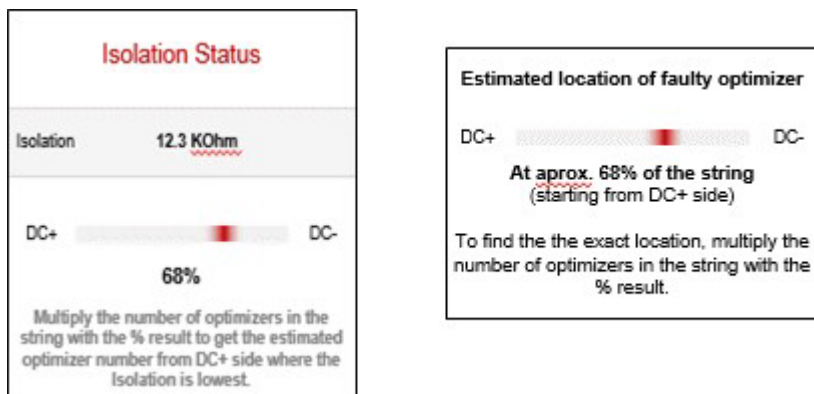 Isolation Status
Isolation 12.3 KOhm
DC+ DC-
68%
Multiply the number of optimizers in the
string with the % result to get the estimated
optimizer number from DC+ side where the
Isolation is lowest.
Estimated location of faulty optimizer
DC+ DC-
At aprox. 68% of the string
(starting from DC+ side)
To find the the exact location, multiply the
number of optimizers in the string with the
% result.